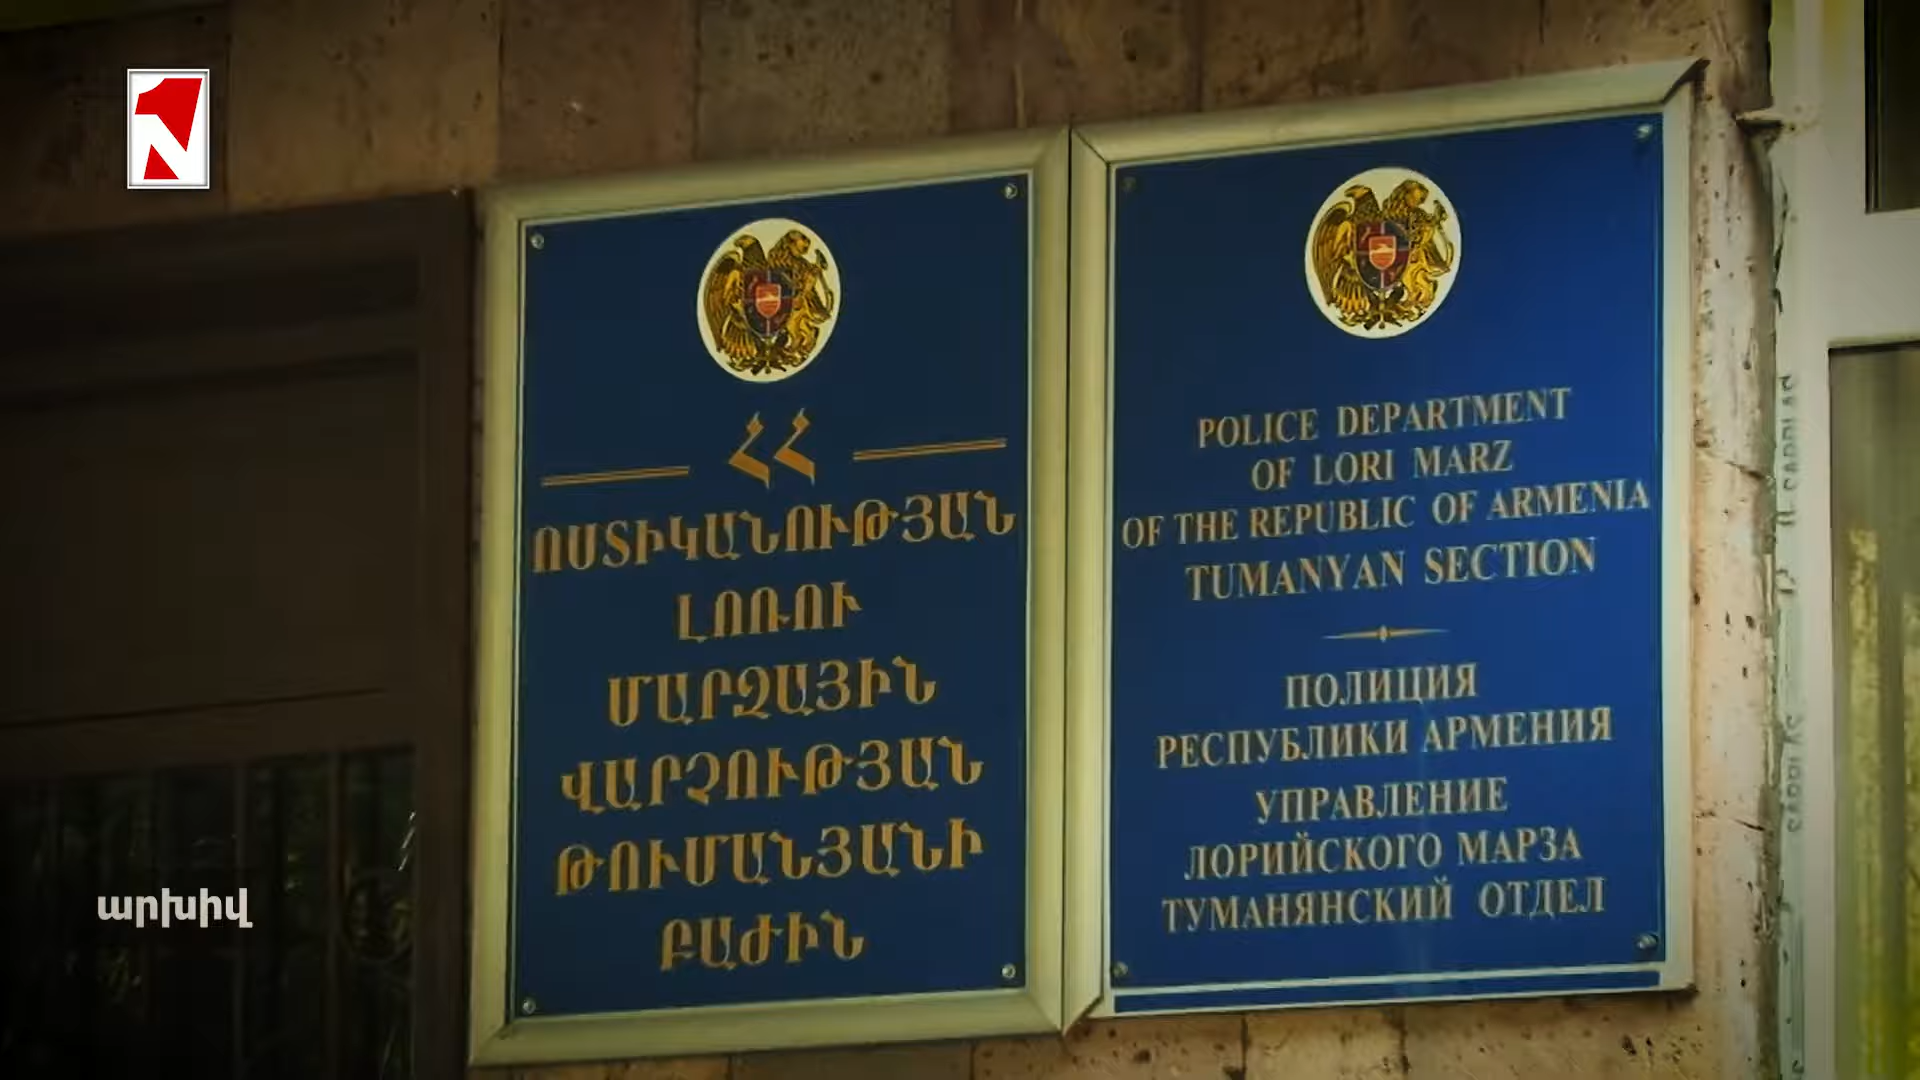 1N
ՀՀ
ՈՍՏԻԿԱՆՈՒԹՅԱՆ
ԼՈՌՈՒ
ՄԱՐԶԱՅԻՆ
ՎԱՐՉՈՒԹՅԱՆ
ԹՈՒՄԱՆՅԱՆԻ
ԲԱԺԻՆ
POLICE DEPARTMENT
OF LORI MARZ
OF THE REPUBLIC OF ARMENIA
TUMANYAN SECTION
ПОЛИЦИЯ
РЕСПУБЛИКИ АРМЕНИЯ
УПРАВЛЕНИЕ
ЛОРИЙСКОГО МАРЗА
ТУМАНЯНСКИЙ ОТДЕЛ
արխիվ